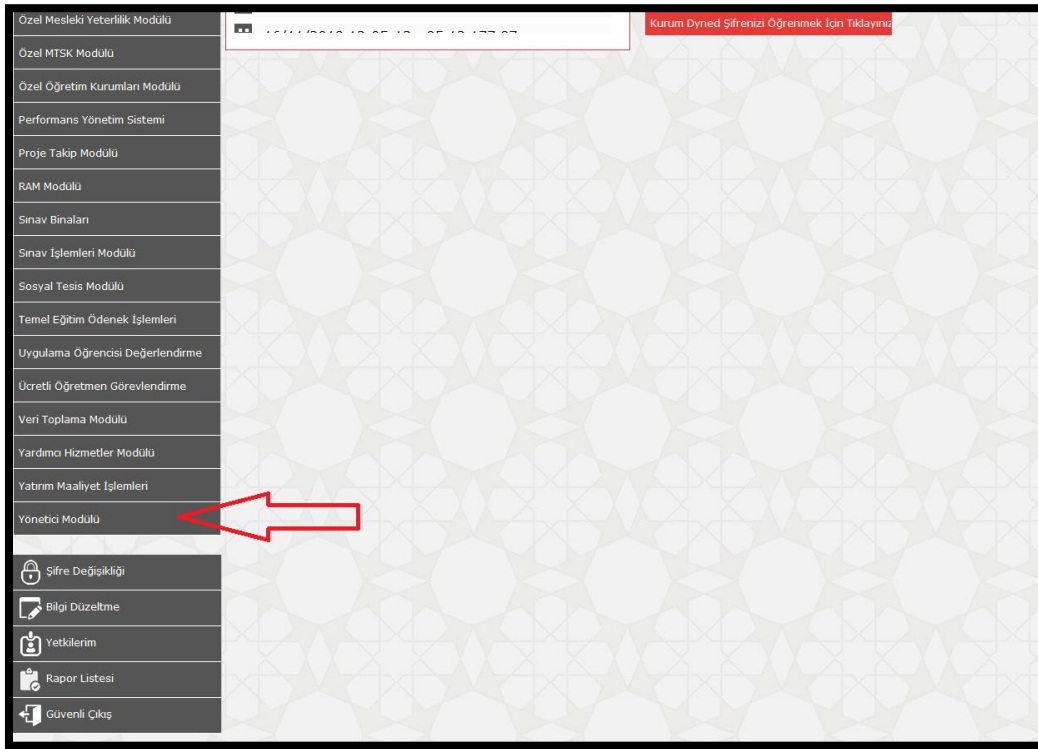 Özel Mesleki Yeterlilik Modülü
Kurum Dyned Şifrenizi Öğrenmek İçin Tıklayınız
Özel MTSK Modülü
Özel Öğretim Kurumları Modülü
Performans Yönetim Sistemi
Proje Takip Modülü
RAM Modülü
Sınav Binaları
Sınav İşlemleri Modülü
Sosyal Tesis Modülü
Temel Eğitim Ödenek İşlemleri
Uygulama Öğrencisi Değerlendirme
Ücretli Öğretmen Görevlendirme
Veri Toplama Modülü
Yardımcı Hizmetler Modülü
Yatırım Maaliyet İşlemleri
Yönetici Modülü
Şifre Değişikliği
Bilgi Düzeltme
Yetkilerim
Rapor Listesi
Güvenli Çıkış